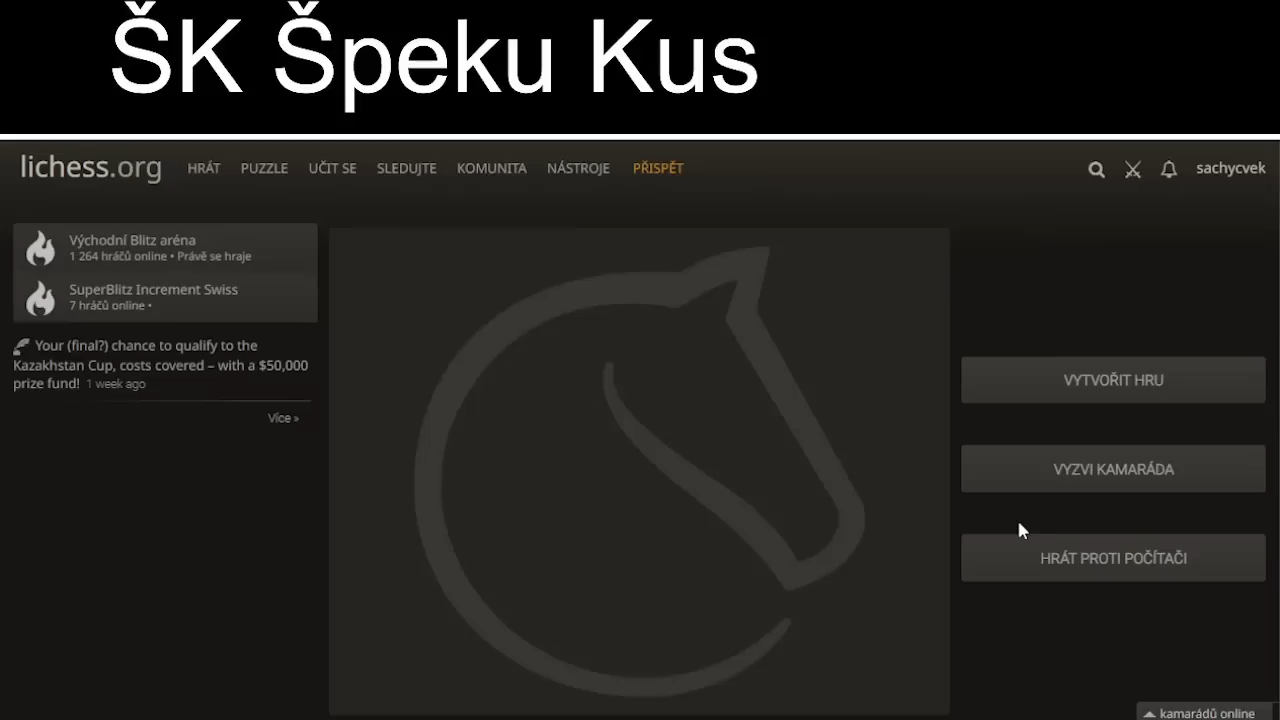 ŠK Špeku Kus
lichess.org HRÁT PUZZLE UČIT SE SLEDUJTE KOMUNITA NÁSTROJE PŘISPĚT sachycvek
Východní Blitz aréna
1 264 hráčů online • Právě se hraje
SuperBlitz Increment Swiss
7 hráčů online •
Your (final?) chance to qualify to the
Kazakhstan Cup, costs covered – with a $50,000
prize fund! 1 week ago
Více »
VYTVOŘIT HRU
VYZVI KAMARÁDA
HRÁT PROTI POČÍTAČI
kamarádů online